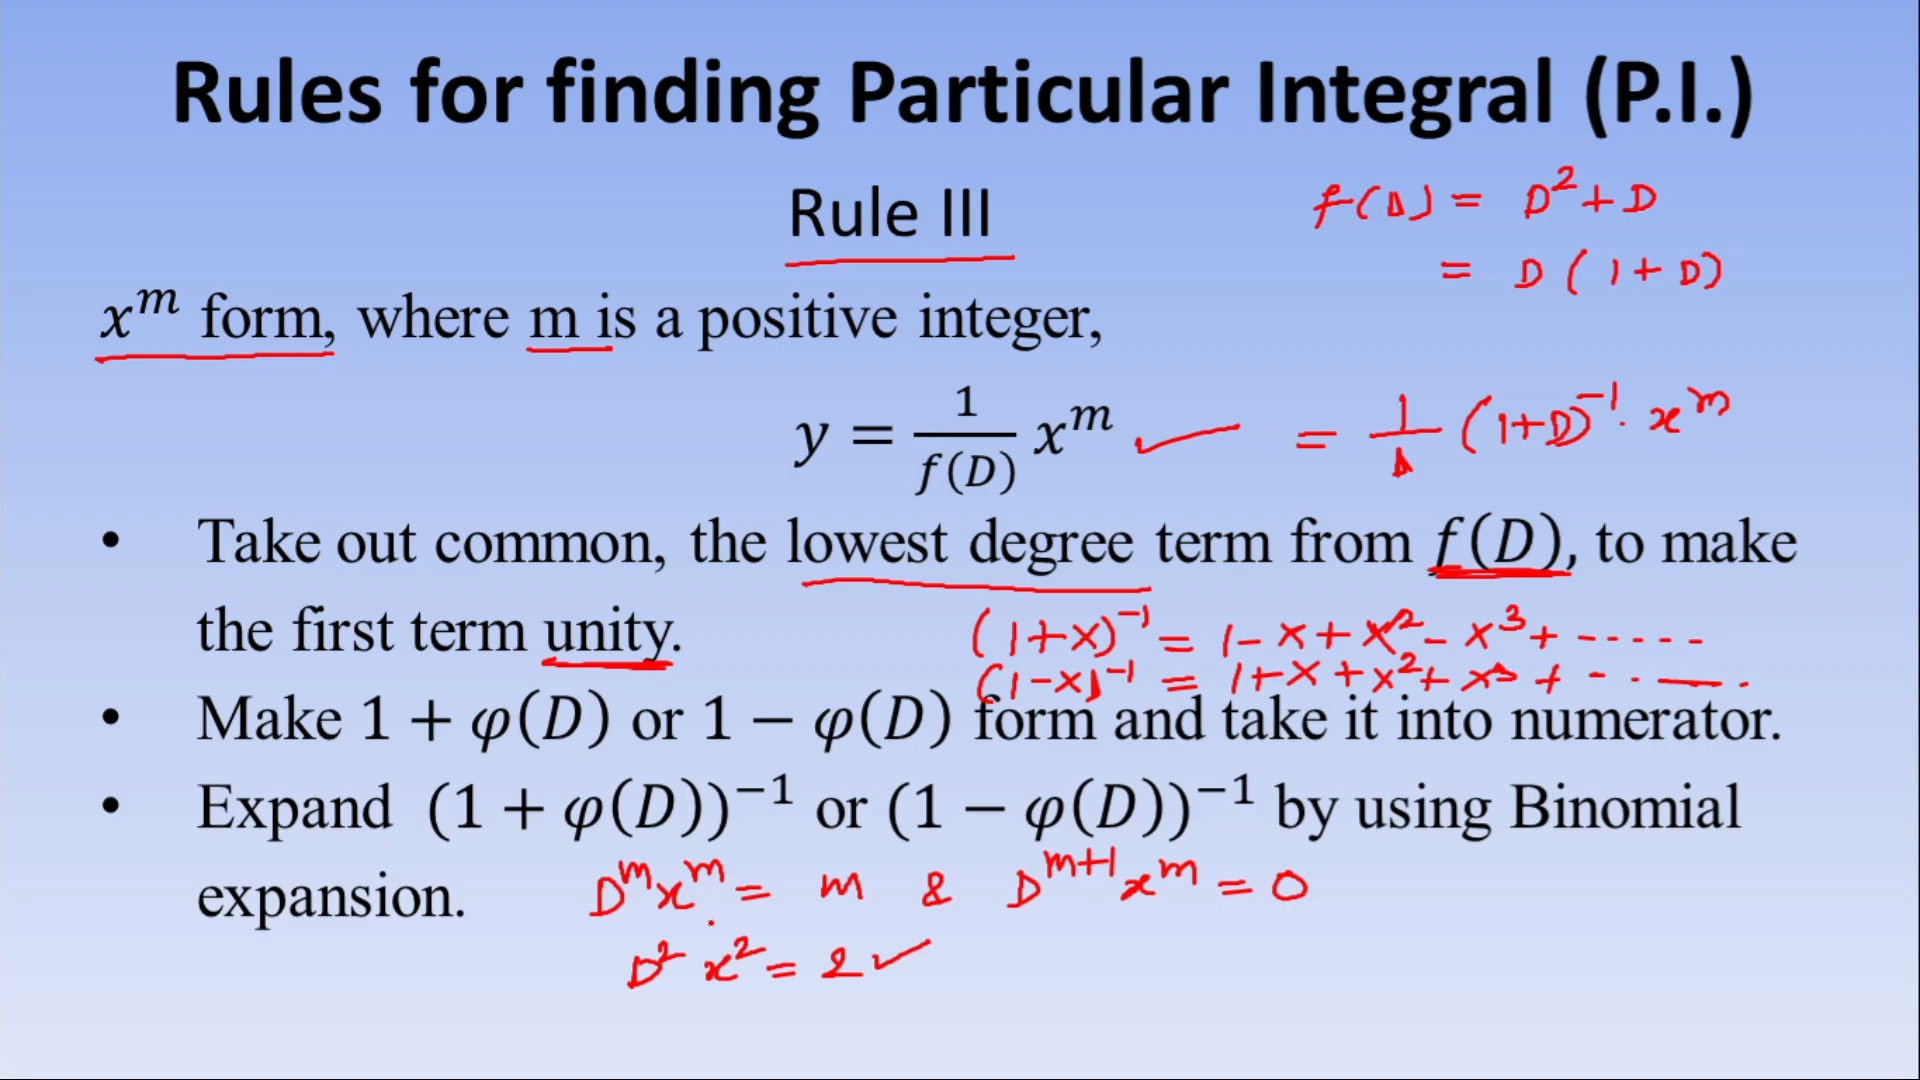 Rules for finding Particular Integral (P.I.)
Rule III
f(D) = D² + D
= D ( 1 + D)
xᵐ form, where m is a positive integer,
y = 1/f(D) xᵐ = 1/D (1+D)⁻¹ · xᵐ
• Take out common, the lowest degree term from f(D), to make
the first term unity.
(1+x)⁻¹ = 1 - x + x² - x³ + ------
(1-x)⁻¹ = 1 + x + x² + x³ + ------
• Make 1 + φ(D) or 1 − φ(D) form and take it into numerator.
• Expand (1 + φ(D))⁻¹ or (1 − φ(D))⁻¹ by using Binomial
expansion.
Dᵐxᵐ = m & Dᵐ⁺¹xᵐ = 0
D² x² = 2 ✓